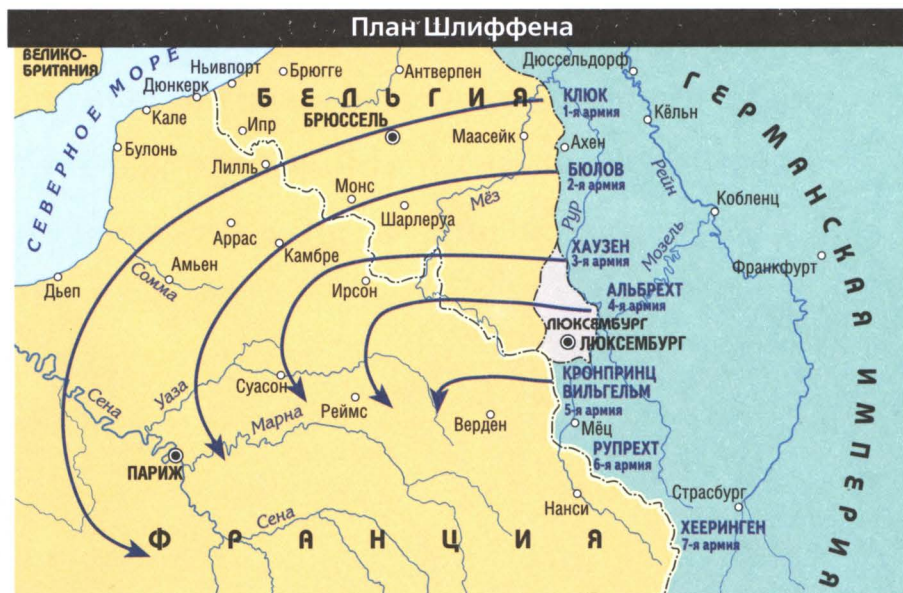 План Шлиффена
ВЕЛИКО-
БРИТАНИЯ
СЕВЕРНОЕ МОРЕ
Ньивпорт
Дюнкерк
Брюгге
Антверпен
Дюссельдорф
Кале
БЕЛЬГИЯ
КЛЮК
1-я армия
Кёльн
ГЕРМАНСКАЯ ИМПЕРИЯ
Ипр
БРЮССЕЛЬ
Маасейк
Ахен
Булонь
Лилль
БЮЛОВ
2-я армия
Рейн
Монс
Мёз
Шарлеруа
Рур
Кобленц
Аррас
Камбре
ХАУЗЕН
3-я армия
Мозель
Франкфурт
Амьен
Сомма
Дьеп
Ирсон
АЛЬБРЕХТ
4-я армия
ЛЮКСЕМБУРГ
ЛЮКСЕМБУРГ
Сена
Уаза
Суасон
КРОНПРИНЦ
ВИЛЬГЕЛЬМ
5-я армия
Реймс
Марна
Верден
Мёц
ПАРИЖ
РУПРЕХТ
6-я армия
Страсбург
Нанси
Сена
ФРАНЦИЯ
ХЕЕРИНГЕН
7-я армия